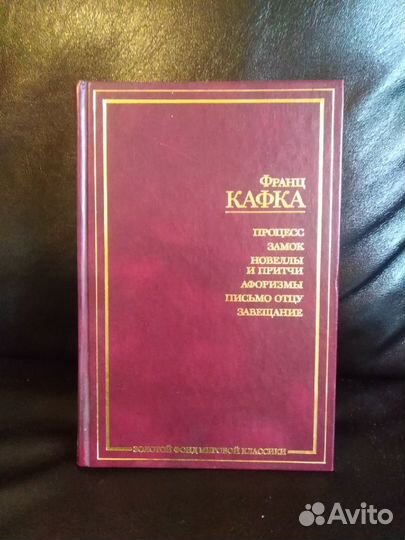 Франц
КАФКА
ПРОЦЕСС
ЗАМОК
НОВЕЛЛЫ
И ПРИТЧИ
АФОРИЗМЫ
ПИСЬМО ОТЦУ
ЗАВЕЩАНИЕ
ЗОЛОТОЙ ФОНД МИРОВОЙ КЛАССИКИ
Avito